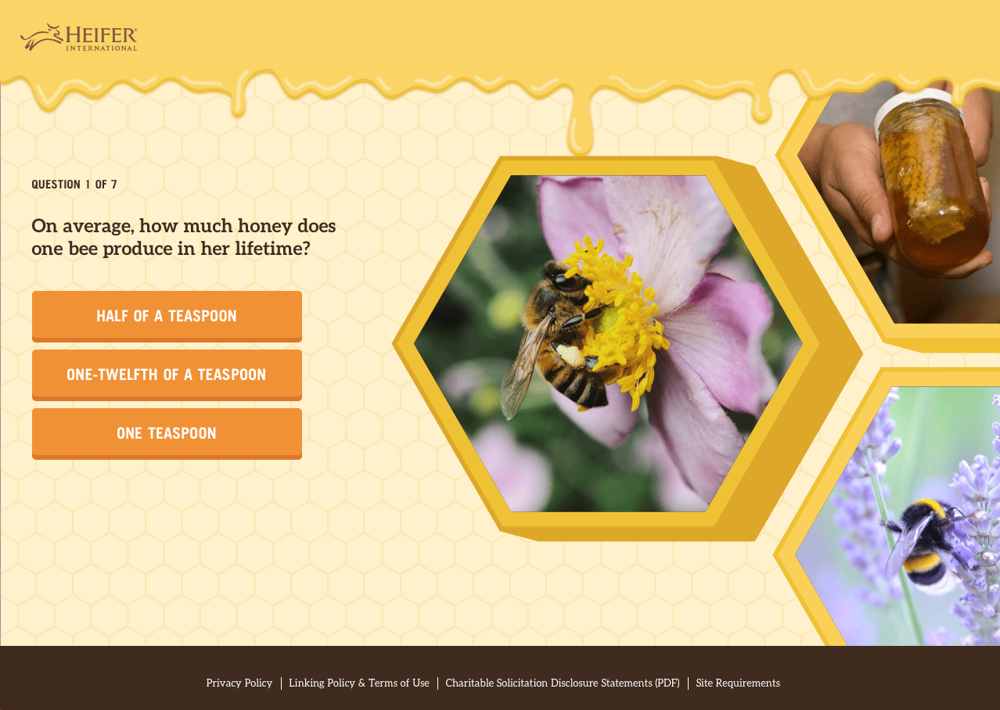 HEIFER®
INTERNATIONAL
QUESTION 1 OF 7
On average, how much honey does
one bee produce in her lifetime?
HALF OF A TEASPOON
ONE-TWELFTH OF A TEASPOON
ONE TEASPOON
Privacy Policy | Linking Policy & Terms of Use | Charitable Solicitation Disclosure Statements (PDF) | Site Requirements